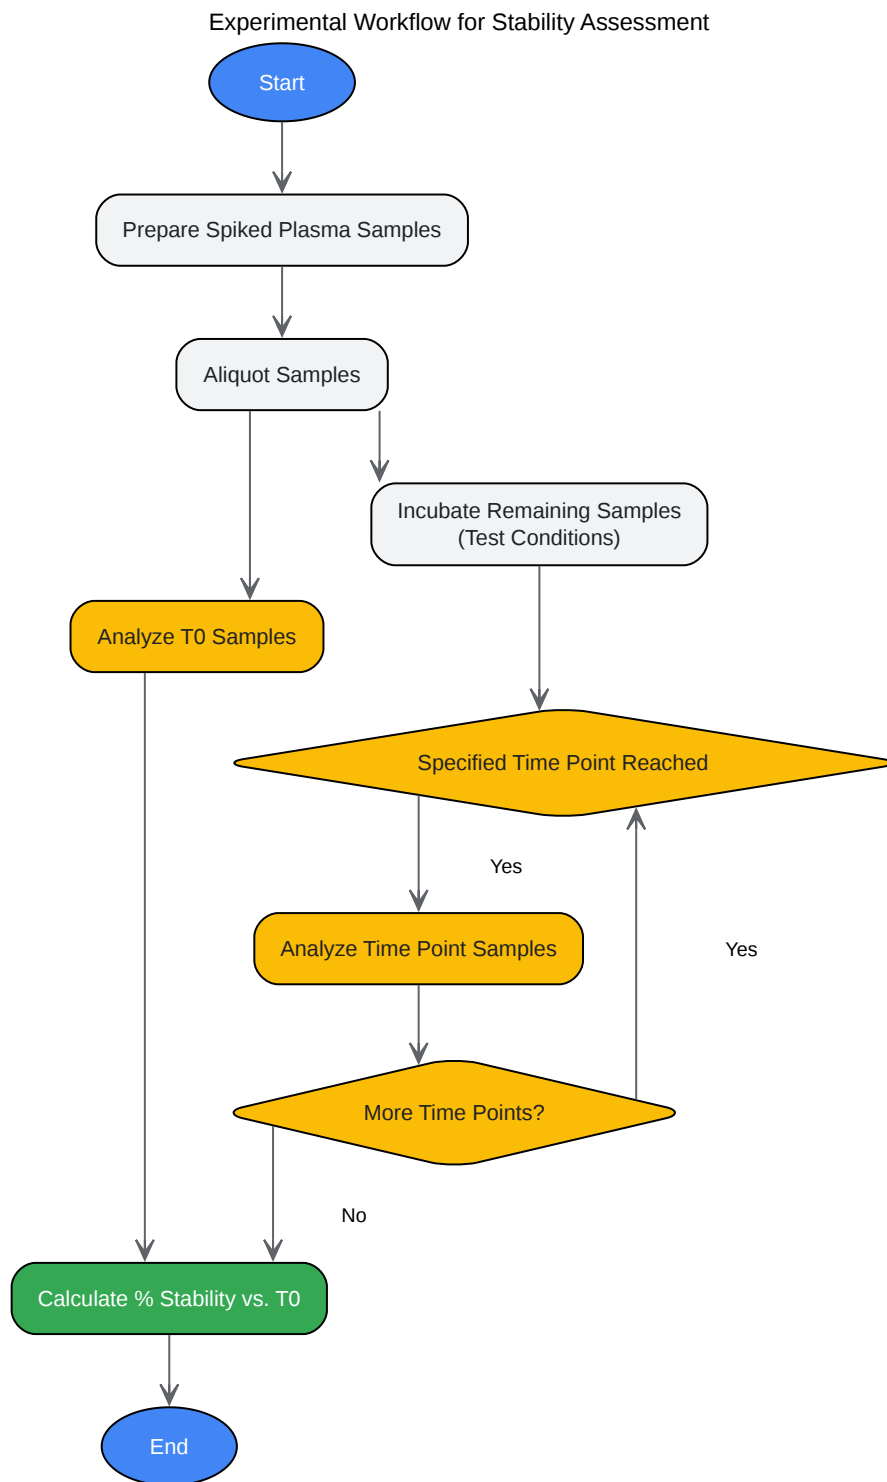 Experimental Workflow for Stability Assessment
Start
Prepare Spiked Plasma Samples
Aliquot Samples
Incubate Remaining Samples
(Test Conditions)
Analyze T0 Samples
Specified Time Point Reached
Yes
Analyze Time Point Samples
Yes
More Time Points?
No
Calculate % Stability vs. T0
End